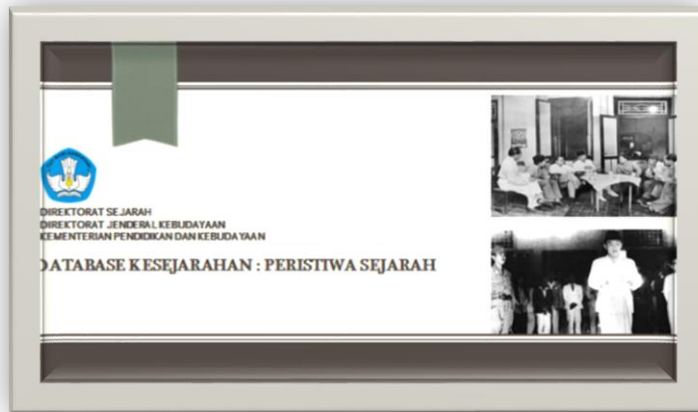 DIREKTORAT SEJARAH
DIREKTORAT JENDERAL KEBUDAYAAN
KEMENTERIAN PENDIDIKAN DAN KEBUDAYAAN
DATABASE KESEJARAHAN : PERISTIWA SEJARAH